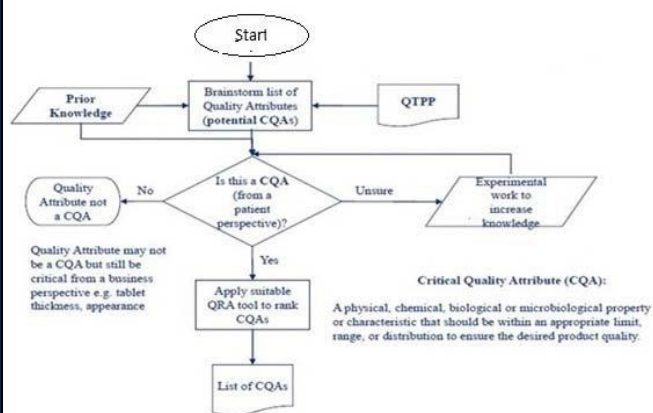 Start
Prior
Knowledge
Brainstorm list of
Quality Attributes
(potential CQAs)
QTPP
Quality
Attribute not
a CQA
No
Is this a CQA
(from a
patient
perspective)?
Unsure
Experimental
work to
increase
knowledge
Quality Attribute may not
be a CQA but still be
critical from a business
perspective e.g. tablet
thickness, appearance
Yes
Apply suitable
QRA tool to rank
CQAs
Critical Quality Attribute (CQA):
A physical, chemical, biological or microbiological property
or characteristic that should be within an appropriate limit,
range, or distribution to ensure the desired product quality.
List of CQAs